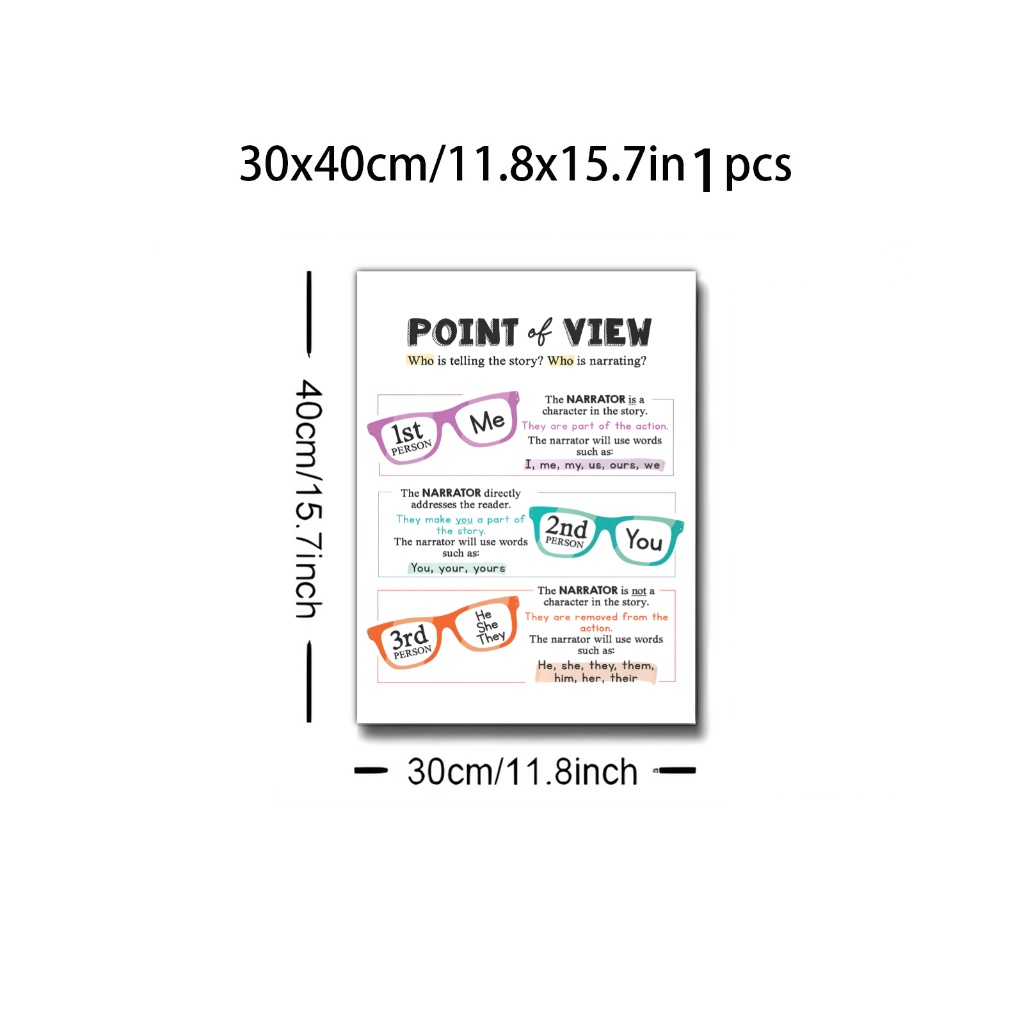 30x40cm/11.8x15.7in 1 pcs
40cm/15.7inch
POINT of VIEW
Who is telling the story? Who is narrating?
1st
PERSON
Me
The NARRATOR is a
character in the story.
They are part of the action.
The narrator will use words
such as:
I, me, my, us, ours, we
The NARRATOR directly
addresses the reader.
They make you a part of
the story.
The narrator will use words
such as:
You, your, yours
2nd
PERSON
You
3rd
PERSON
He
She
They
The NARRATOR is not a
character in the story.
They are removed from the
action.
The narrator will use words
such as:
He, she, they, them,
him, her, their
30cm/11.8inch